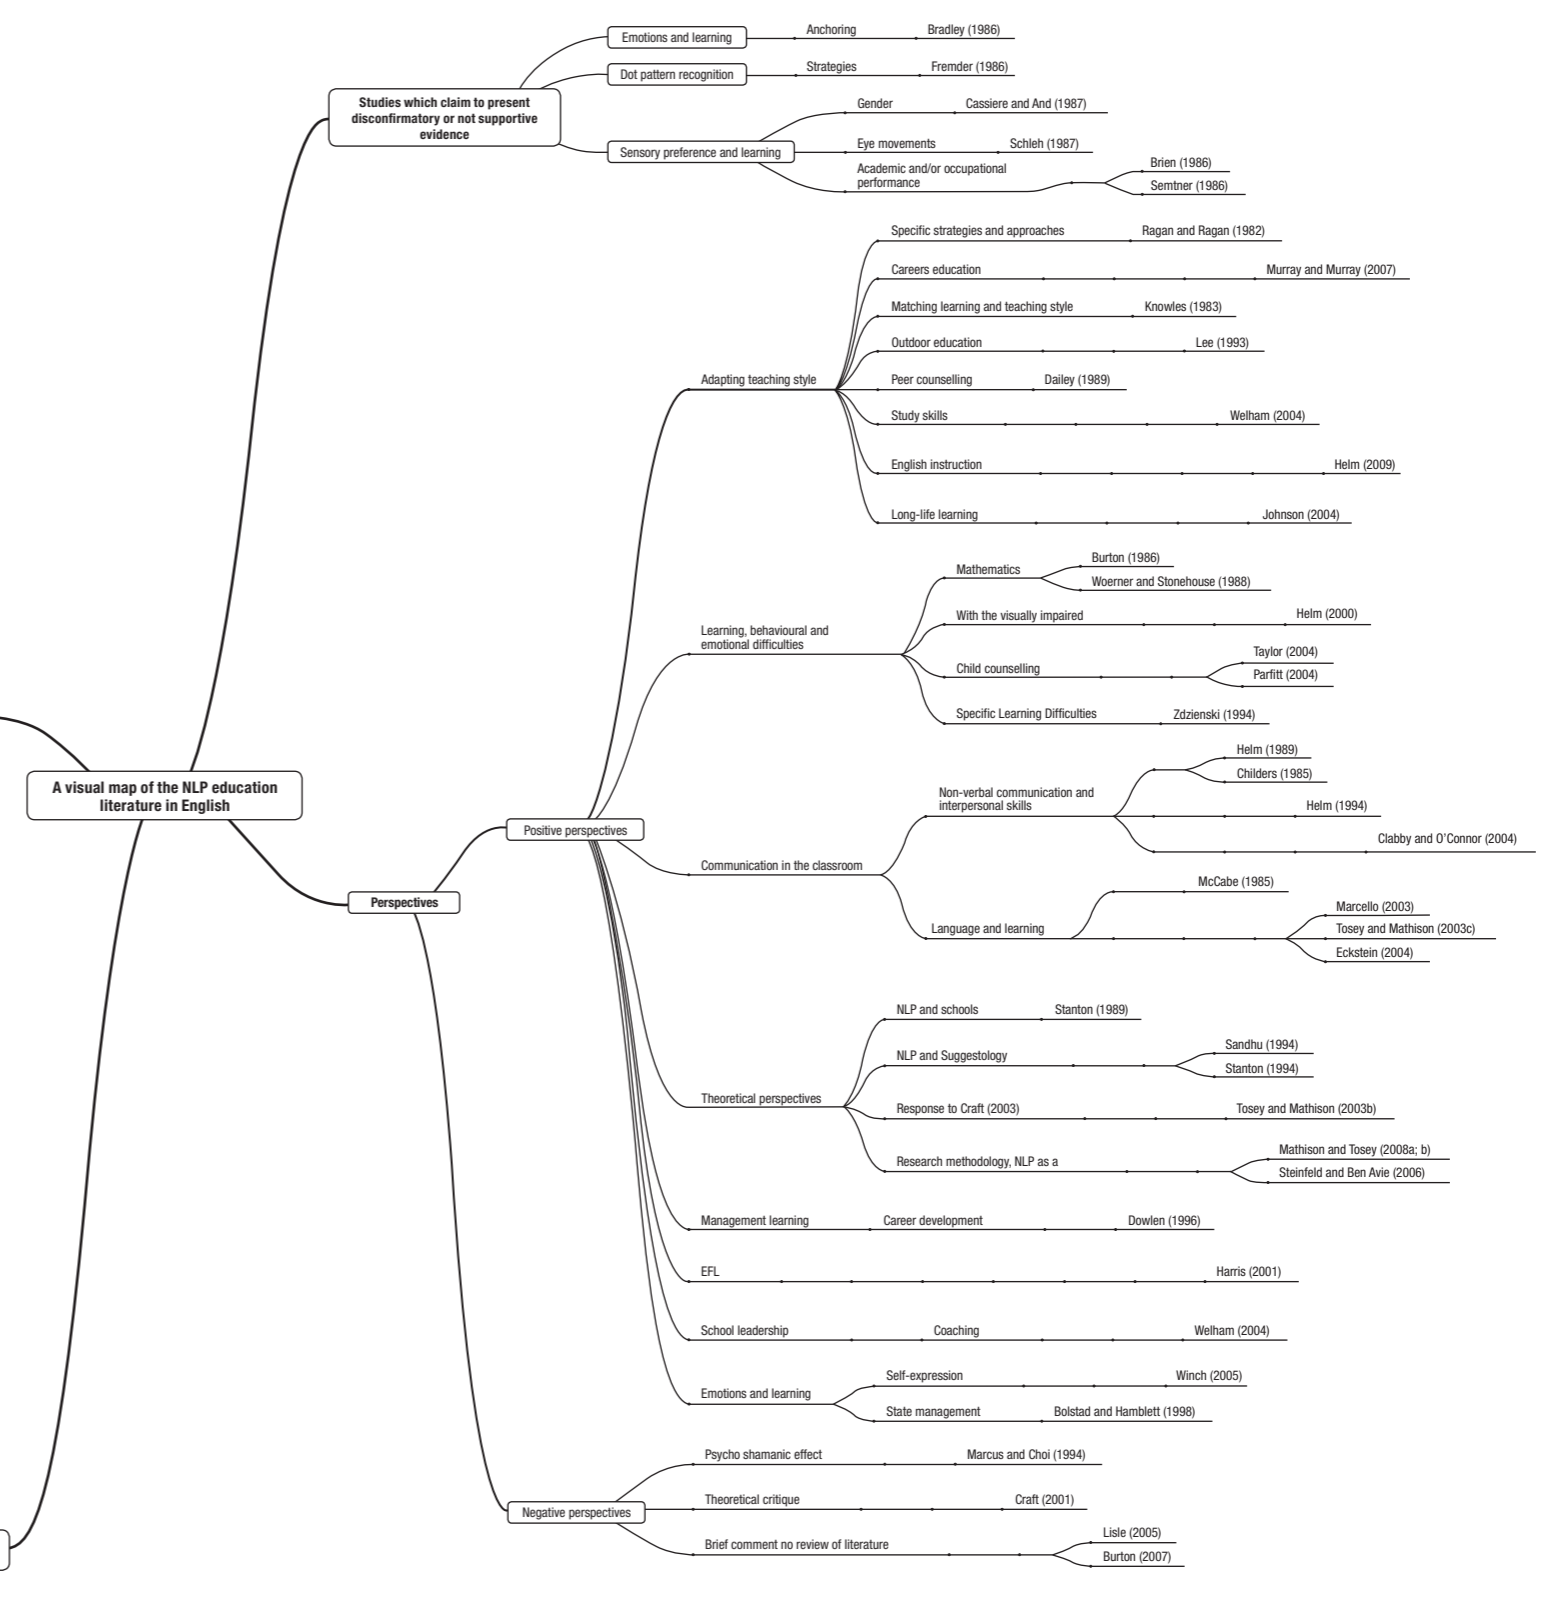 Emotions and learning
Anchoring
Bradley (1986)
Dot pattern recognition
Strategies
Fremder (1986)
Studies which claim to present
disconfirmatory or not supportive
evidence
Gender
Cassiere and And (1987)
Sensory preference and learning
Eye movements
Schleh (1987)
Academic and/or occupational
performance
Brien (1986)
Semtner (1986)
Specific strategies and approaches
Ragan and Ragan (1982)
Careers education
Murray and Murray (2007)
Matching learning and teaching style
Knowles (1983)
Outdoor education
Lee (1993)
Adapting teaching style
Peer counselling
Dailey (1989)
Study skills
Welham (2004)
English instruction
Helm (2009)
Long-life learning
Johnson (2004)
Mathematics
Burton (1986)
Woerner and Stonehouse (1988)
With the visually impaired
Helm (2000)
Learning, behavioural and
emotional difficulties
Child counselling
Taylor (2004)
Parfitt (2004)
Specific Learning Difficulties
Zdzienski (1994)
A visual map of the NLP education
literature in English
Non-verbal communication and
interpersonal skills
Helm (1989)
Childers (1985)
Helm (1994)
Clabby and O'Connor (2004)
Positive perspectives
Communication in the classroom
Perspectives
McCabe (1985)
Language and learning
Marcello (2003)
Tosey and Mathison (2003c)
Eckstein (2004)
NLP and schools
Stanton (1989)
NLP and Suggestology
Sandhu (1994)
Stanton (1994)
Theoretical perspectives
Response to Craft (2003)
Tosey and Mathison (2003b)
Research methodology, NLP as a
Mathison and Tosey (2008a; b)
Steinfeld and Ben Avie (2006)
Management learning
Career development
Dowlen (1996)
EFL
Harris (2001)
School leadership
Coaching
Welham (2004)
Emotions and learning
Self-expression
Winch (2005)
State management
Bolstad and Hamblett (1998)
Psycho shamanic effect
Marcus and Choi (1994)
Negative perspectives
Theoretical critique
Craft (2001)
Brief comment no review of literature
Lisle (2005)
Burton (2007)